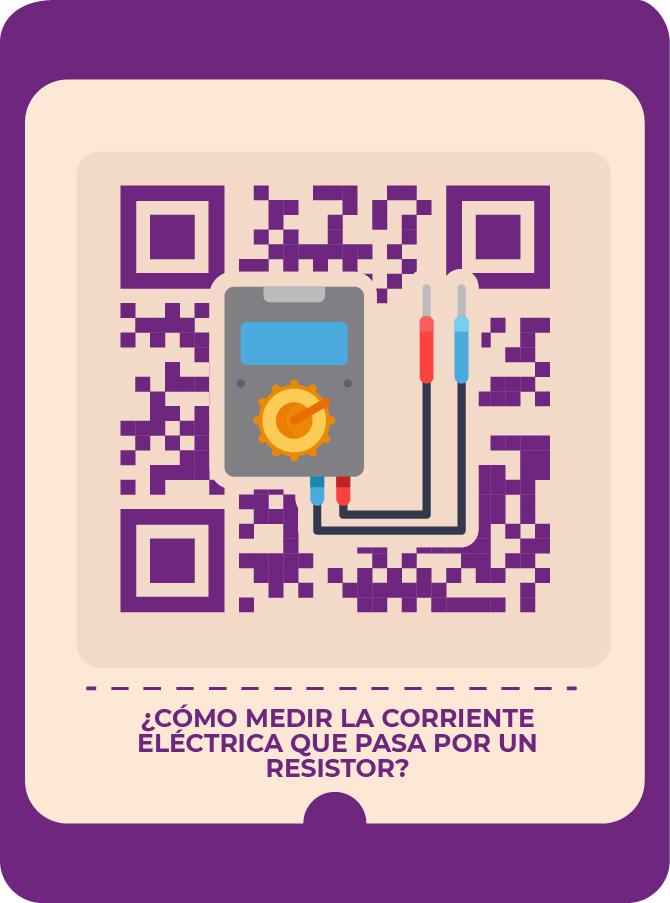 ¿CÓMO MEDIR LA CORRIENTE
ELÉCTRICA QUE PASA POR UN
RESISTOR?